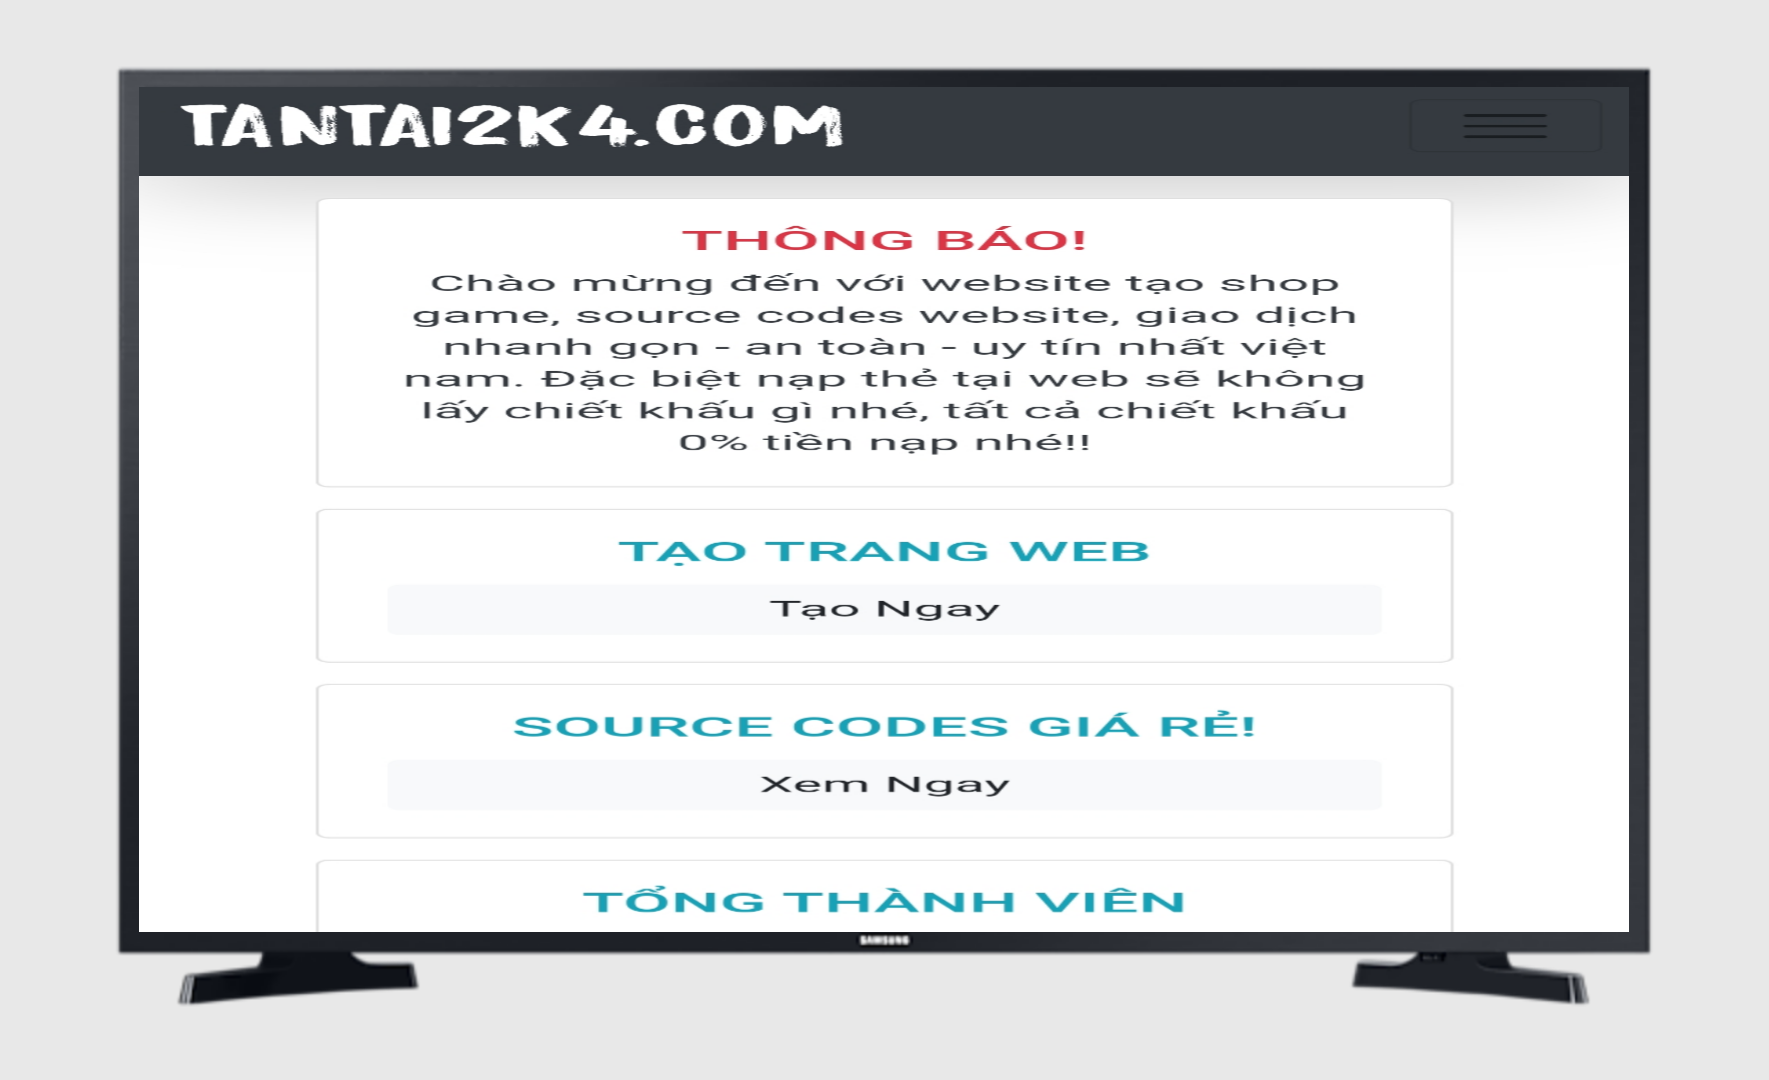 TANTAI2K4.COM
THÔNG BÁO!
Chào mừng đến với website tạo shop
game, source codes website, giao dịch
nhanh gọn - an toàn - uy tín nhất việt
nam. Đặc biệt nạp thẻ tại web sẽ không
lấy chiết khấu gì nhé, tất cả chiết khấu
0% tiền nạp nhé!!
TẠO TRANG WEB
Tạo Ngay
SOURCE CODES GIÁ RẺ!
Xem Ngay
TỔNG THÀNH VIÊN
SAMSUNG